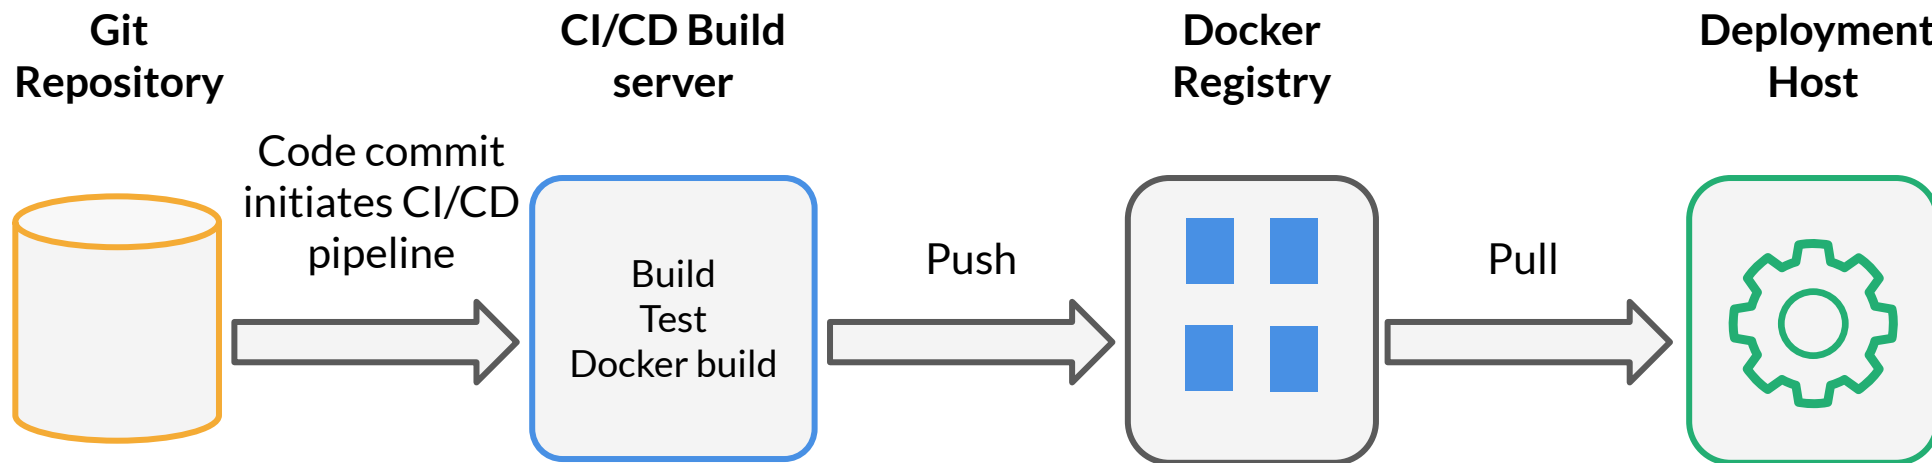 Git
Repository
CI/CD Build
server
Docker
Registry
Deployment
Host
Code commit
initiates CI/CD
pipeline
Build
Test
Docker build
Push
Pull